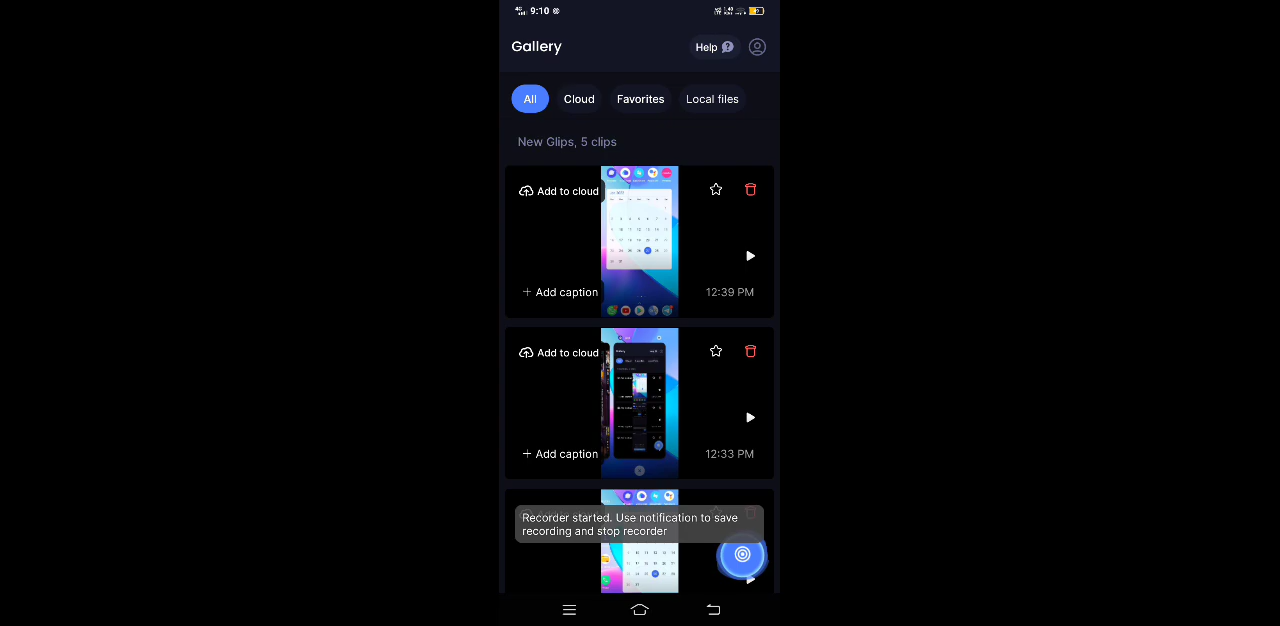 4G 9:10
Gallery
Help ?
All Cloud Favorites Local files
New Glips, 5 clips
Add to cloud
+ Add caption
12:39 PM
Add to cloud
+ Add caption
12:33 PM
Recorder started. Use notification to save
recording and stop recorder